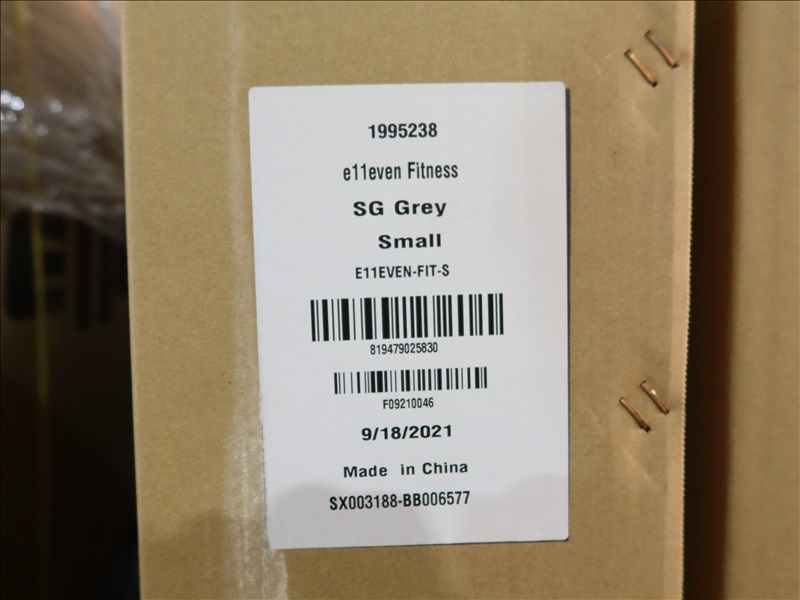 1995238
e11even Fitness
SG Grey
Small
E11EVEN-FIT-S
819479025830
F09210046
9/18/2021
Made in China
SX003188-BB006577